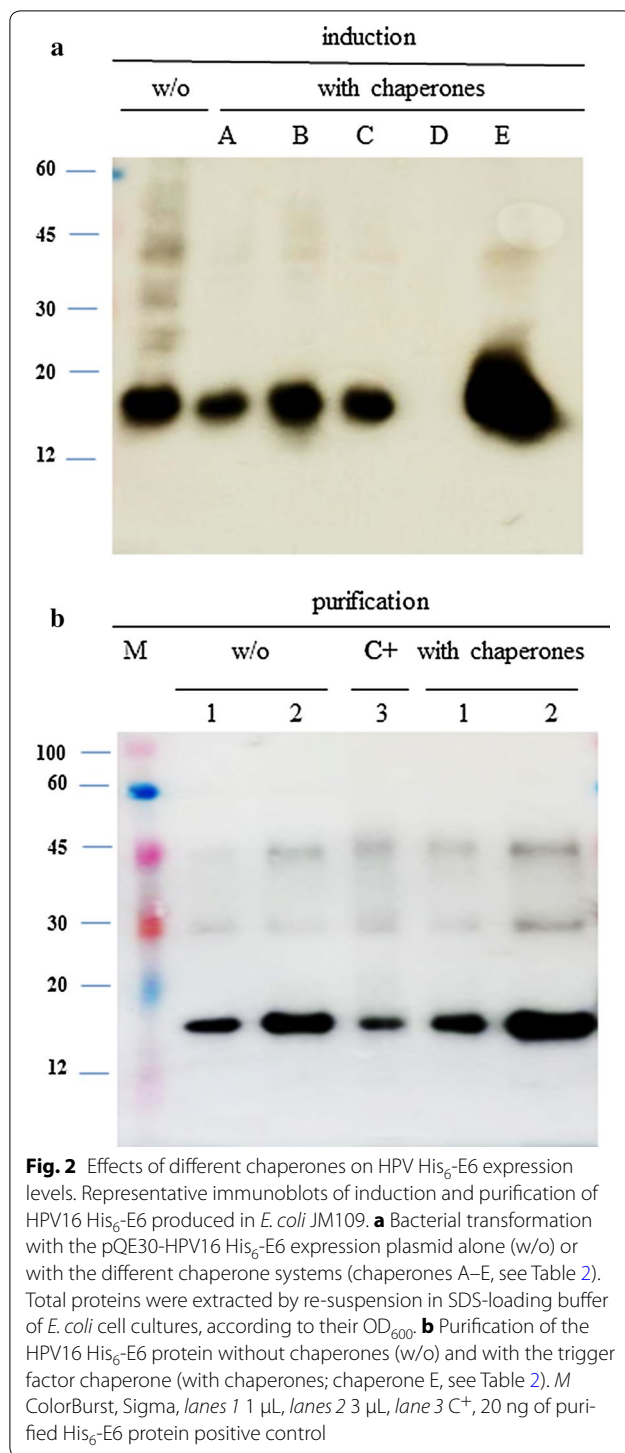 a
induction
w/o with chaperones
A B C D E
60
45
30
20
12
b
purification
M w/o C+ with chaperones
1 2 3 1 2
100
60
45
30
20
12
Fig. 2 Effects of different chaperones on HPV His6-E6 expression
levels. Representative immunoblots of induction and purification of
HPV16 His6-E6 produced in E. coli JM109. a Bacterial transformation
with the pQE30-HPV16 His6-E6 expression plasmid alone (w/o) or
with the different chaperone systems (chaperones A–E, see Table 2).
Total proteins were extracted by re-suspension in SDS-loading buffer
of E. coli cell cultures, according to their OD600. b Purification of the
HPV16 His6-E6 protein without chaperones (w/o) and with the trigger
factor chaperone (with chaperones; chaperone E, see Table 2). M
ColorBurst, Sigma, lanes 1 1 μL, lanes 2 3 μL, lane 3 C+, 20 ng of puri-
fied His6-E6 protein positive control